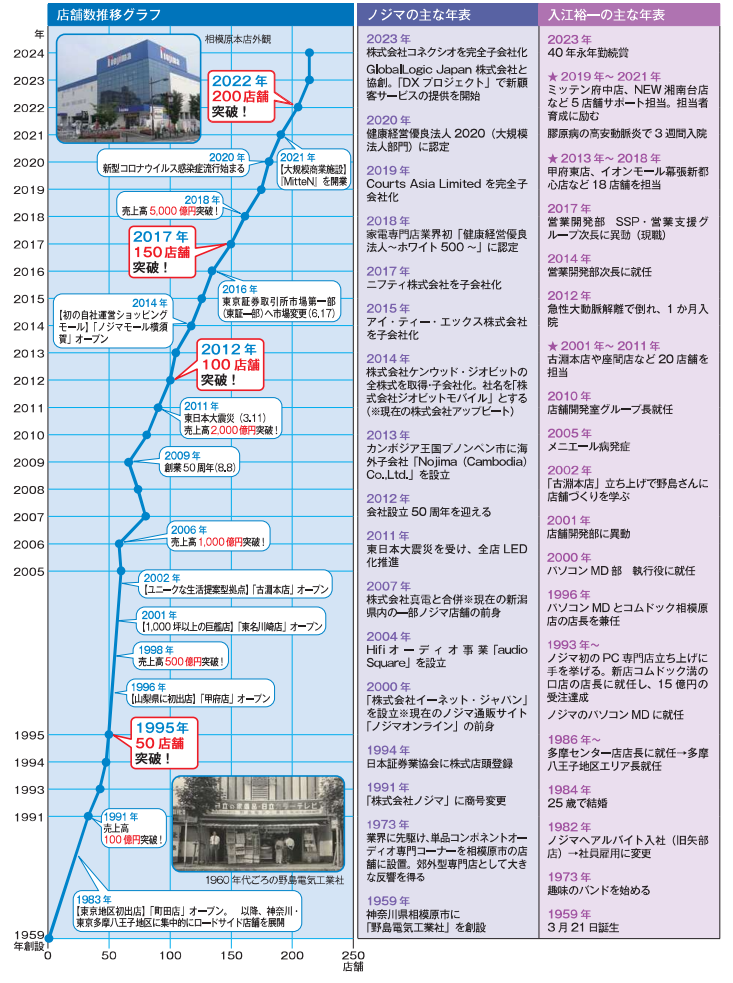 店舗数推移グラフ
年
2024
2023
2022
2021
2020
2019
2018
2017
2016
2015
2014
2013
2012
2011
2010
2009
2008
2007
2006
2005
1995
1994
1993
1991
1959
年創設
0
50
100
150
200
250
店舗
相模原本店外観
nojima
2022年
200店舗
突破！
2020年
新型コロナウイルス感染症流行始まる
2021年
【大規模商業施設】
「MitteN」を開業
2018年
売上高5,000億円突破！
2017年
150店舗
突破！
2016年
東京証券取引所市場第一部
（東証一部）へ市場変更（6.17）
2014年
【初の自社運営ショッピング
モール】「ノジマモール横須
賀」オープン
2012年
100店舗
突破！
2011年
東日本大震災（3.11）
売上高2,000億円突破！
2009年
創業50周年（8.8）
2006年
売上高1,000億円突破！
2002年
【ユニークな生活提案型拠点】「古淵本店」オープン
2001年
【1,000坪以上の巨艦店】「東名川崎店」オープン
1998年
売上高500億円突破！
1996年
【山梨県に初出店】「甲府店」オープン
1995年
50店舗
突破！
1991年
売上高
100億円突破！
1960年代ごろの野島電気工業社
1983年
【東京地区初出店】「町田店」オープン。　以降、神奈川・
東京多摩八王子地区に集中的にロードサイド店舗を展開
ノジマの主な年表
2023年
株式会社コネクシオを完全子会社化
GlobalLogic Japan 株式会社と
協創。「DXプロジェクト」で新顧
客サービスの提供を開始
2020年
健康経営優良法人2020（大規模
法人部門）に認定
2019年
Courts Asia Limitedを完全子
会社化
2018年
家電専門店業界初「健康経営優良
法人～ホワイト500～」に認定
2017年
ニフティ株式会社を子会社化
2015年
アイ・ティー・エックス株式会社
を子会社化
2014年
株式会社ケンウッド・ジオビットの
全株式を取得・子会社化。社名を「株
式会社ジオビットモバイル」とする
（※現在の株式会社アップビート）
2013年
カンボジア王国プノンペン市に海
外子会社「Nojima（Cambodia）
Co.,Ltd.」を設立
2012年
会社設立50周年を迎える
2011年
東日本大震災を受け、全店LED
化推進
2007年
株式会社真電と合併※現在の新潟
県内の一部ノジマ店舗の前身
2004年
Hifiオーディオ事業「audio
Square」を設立
2000年
「株式会社イーネット・ジャパン」
を設立※現在のノジマ通販サイト
「ノジマオンライン」の前身
1994年
日本証券業協会に株式店頭登録
1991年
「株式会社ノジマ」に商号変更
1973年
業界に先駆け、単品コンポネントオー
ディオ専門コーナーを相模原市の店
舗に設置。郊外型専門店として大き
な反響を得る
1959年
神奈川県相模原市に
「野島電気工業社」を創設
入江裕一の主な年表
2023年
40年永年勤続賞
★2019年～2021年
ミッテン府中店、NEW湘南台店
など5店舗サポート担当。担当者
育成に励む
膠原病の高安動脈炎で3週間入院
★2013年～2018年
甲府東店、イオンモール幕張新都
心店など18店舗を担当
2017年
営業開発部　SSP・営業支援グ
ループ次長に異動（現職）
2014年
営業開発部次長に就任
2012年
急性大動脈解離で倒れ、1か月入
院
★2001年～2011年
古淵本店や座間店など20店舗を
担当
2010年
店舗開発室グループ長就任
2005年
メニエール病発症
2002年
「古淵本店」立ち上げで野島さんに
店舗づくりを学ぶ
2001年
店舗開発部に異動
2000年
パソコンMD部　執行役に就任
1996年
パソコンMDとコムドック相模原
店の店長を兼任
1993年～
ノジマ初のPC専門店立ち上げに
手を挙げる。新店コムドック溝の
口店の店長に就任し、15億円の
受注達成
ノジマのパソコンMDに就任
1986年～
多摩センター店店長に就任→多摩
八王子地区エリア長就任
1984年
25歳で結婚
1982年
ノジマへアルバイト入社（旧矢部
店）→社員雇用に変更
1973年
趣味のバンドを始める
1959年
3月21日誕生